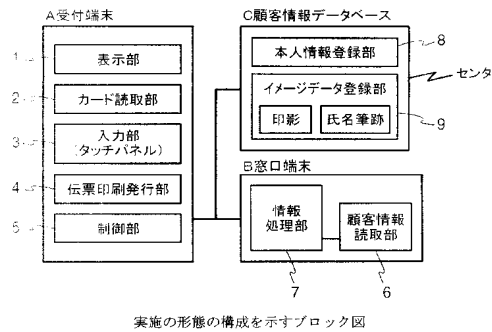 A受付端末
1
表示部
2
カード読取部
3
入力部
(タッチパネル)
4
伝票印刷発行部
5
制御部
C顧客情報データベース
本人情報登録部
8
イメージデータ登録部
印影
氏名筆跡
9
センタ
B窓口端末
情報
処理部
顧客情報
読取部
7
6
実施の形態の構成を示すブロック図